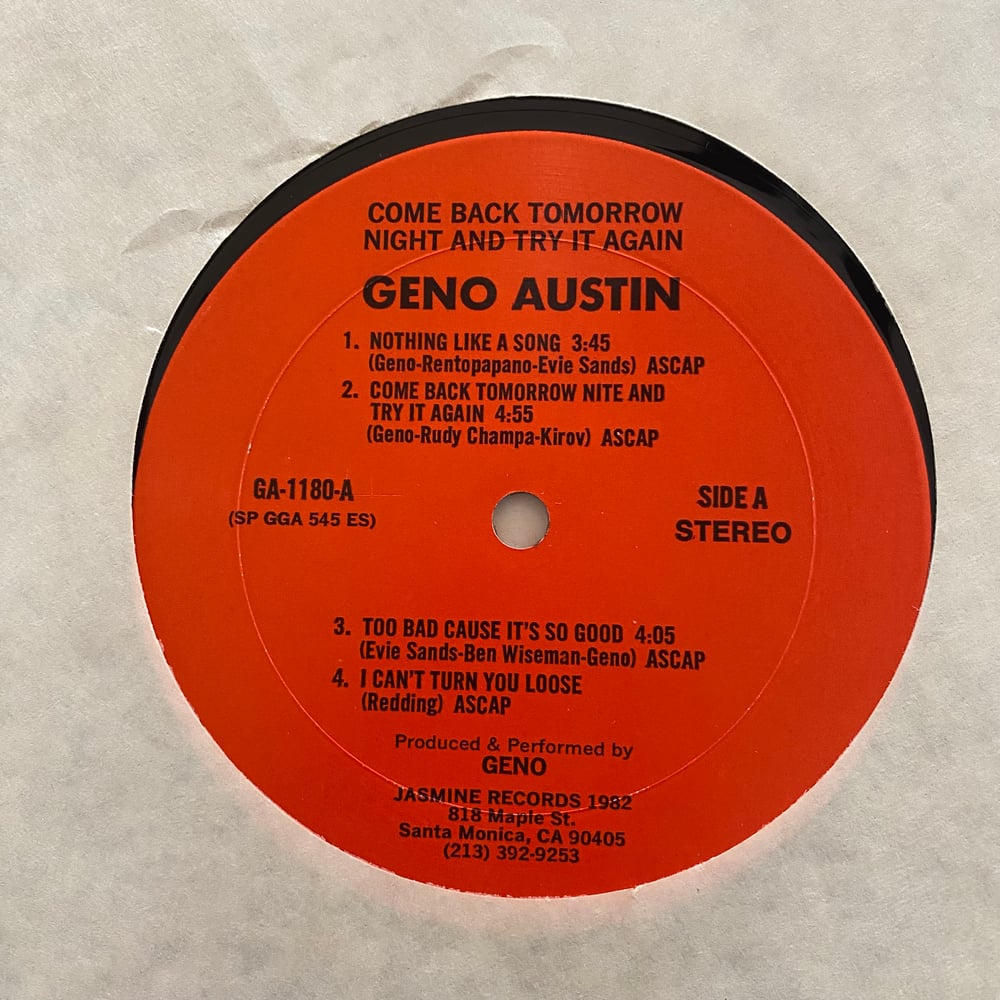 COME BACK TOMORROW
NIGHT AND TRY IT AGAIN
GENO AUSTIN
1. NOTHING LIKE A SONG 3:45
(Geno-Rentopapano-Evie Sands) ASCAP
2. COME BACK TOMORROW NITE AND
TRY IT AGAIN 4:55
(Geno-Rudy Champa-Kirov) ASCAP
GA-1180-A
(SP GGA 545 ES)
SIDE A
STEREO
3. TOO BAD CAUSE IT'S SO GOOD 4:05
(Evie Sands-Ben Wiseman-Geno) ASCAP
4. I CAN'T TURN YOU LOOSE
(Redding) ASCAP
Produced & Performed by
GENO
JASMINE RECORDS 1982
818 Maple St.
Santa Monica, CA 90405
(213) 392-9253